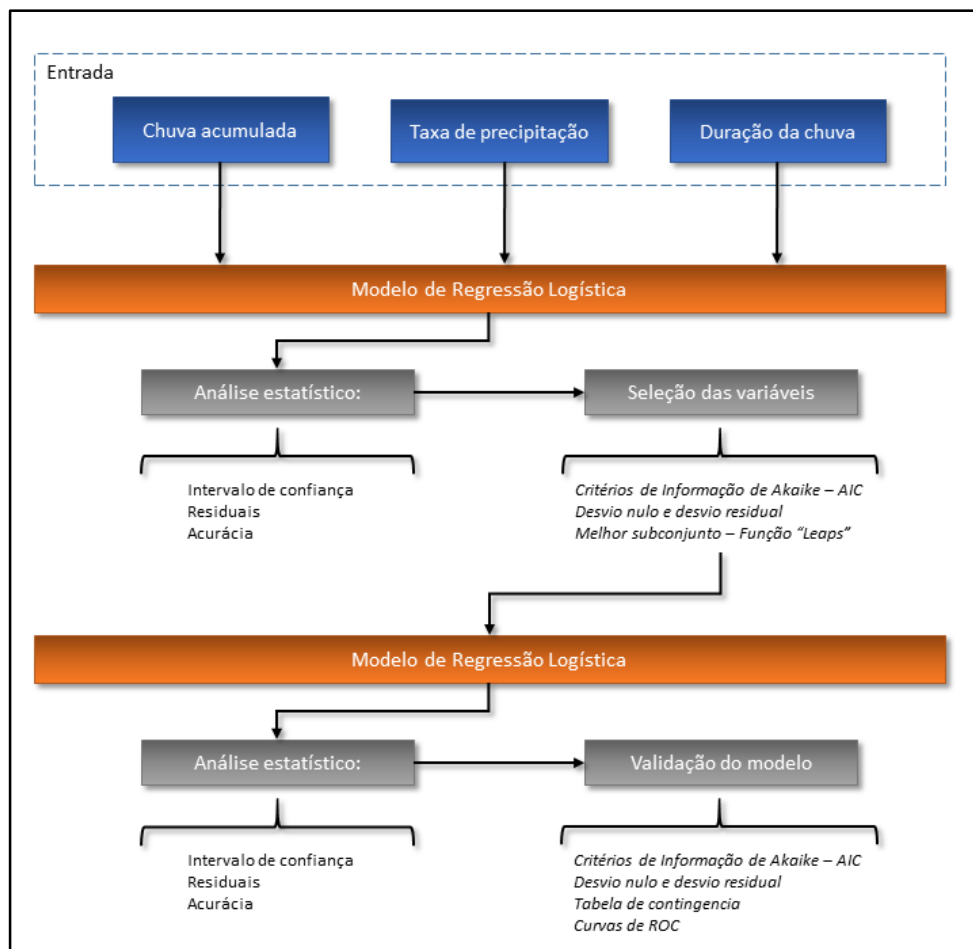 Entrada
Chuva acumulada
Taxa de precipitação
Duração da chuva
Modelo de Regressão Logística
Análise estatístico:
Seleção das variáveis
Intervalo de confiança
Residuais
Acurácia
Critérios de Informação de Akaike – AIC
Desvio nulo e desvio residual
Melhor subconjunto – Função “Leaps”
Modelo de Regressão Logística
Análise estatístico:
Validação do modelo
Intervalo de confiança
Residuais
Acurácia
Critérios de Informação de Akaike – AIC
Desvio nulo e desvio residual
Tabela de contingencia
Curvas de ROC